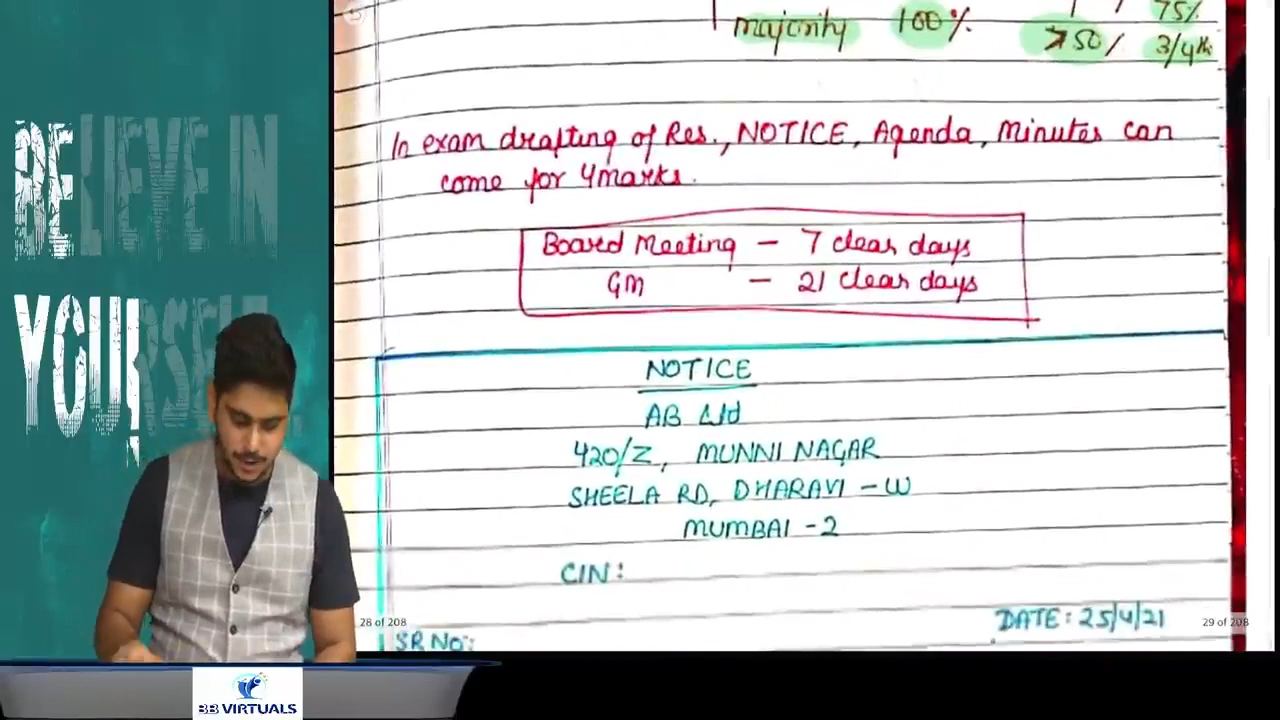 BELIEVE IN
YOURSELF
75%
majority 100% >50/ 3/4th
In exam drafting of Res., NOTICE, Agenda, Minutes can
come for 4marks.
Board Meeting - 7 clear days
GM - 21 clear days
NOTICE
AB Ltd
420/Z, MUNNI NAGAR
SHEELA RD, DHARAVI - W
MUMBAI - 2
CIN:
28 of 208
DATE: 25/4/21
29 of 208
SR NO:
BB VIRTUALS